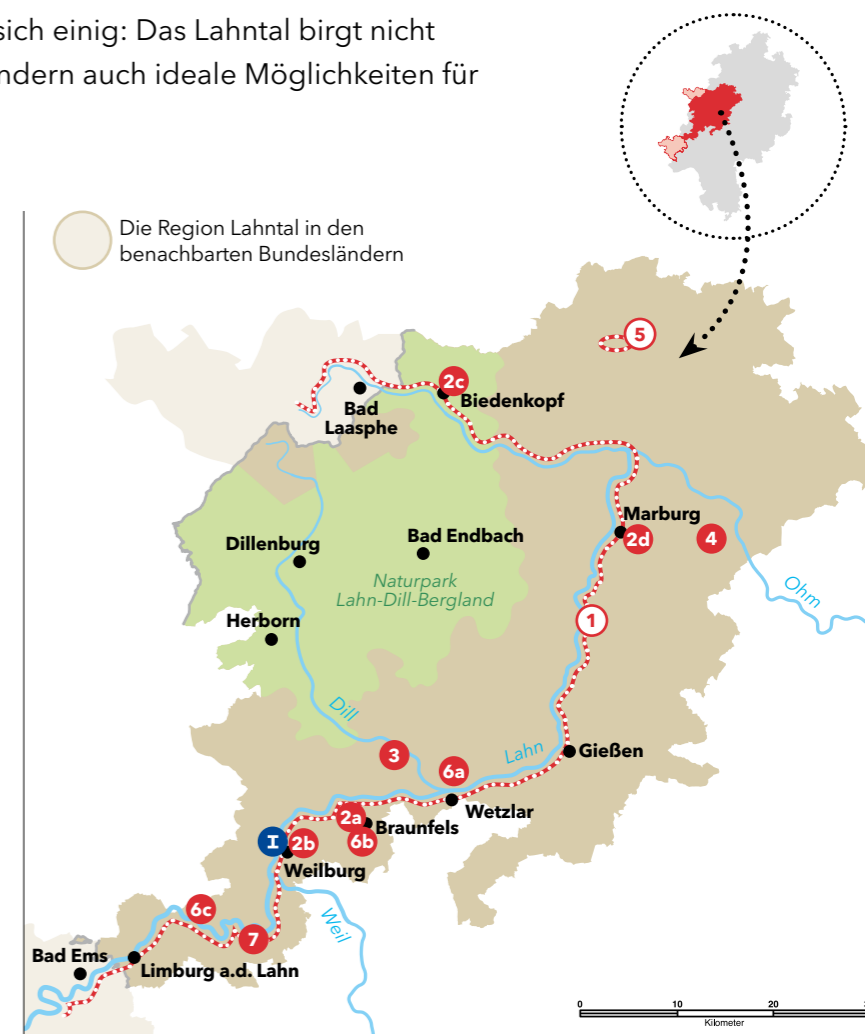 sich einig: Das Lahntal birgt nicht
ndern auch ideale Möglichkeiten für
Die Region Lahntal in den
benachbarten Bundesländern
5
2c
Biedenkopf
Bad
Laasphe
Marburg
2d
4
Dillenburg
Bad Endbach
Naturpark
Lahn-Dill-Bergland
Ohm
Herborn
1
Dill
3
Lahn
Gießen
6a
Wetzlar
2a
Braunfels
I
2b
6b
Weilburg
6c
Weil
7
Bad Ems
Limburg a.d. Lahn
0 10 20
Kilometer